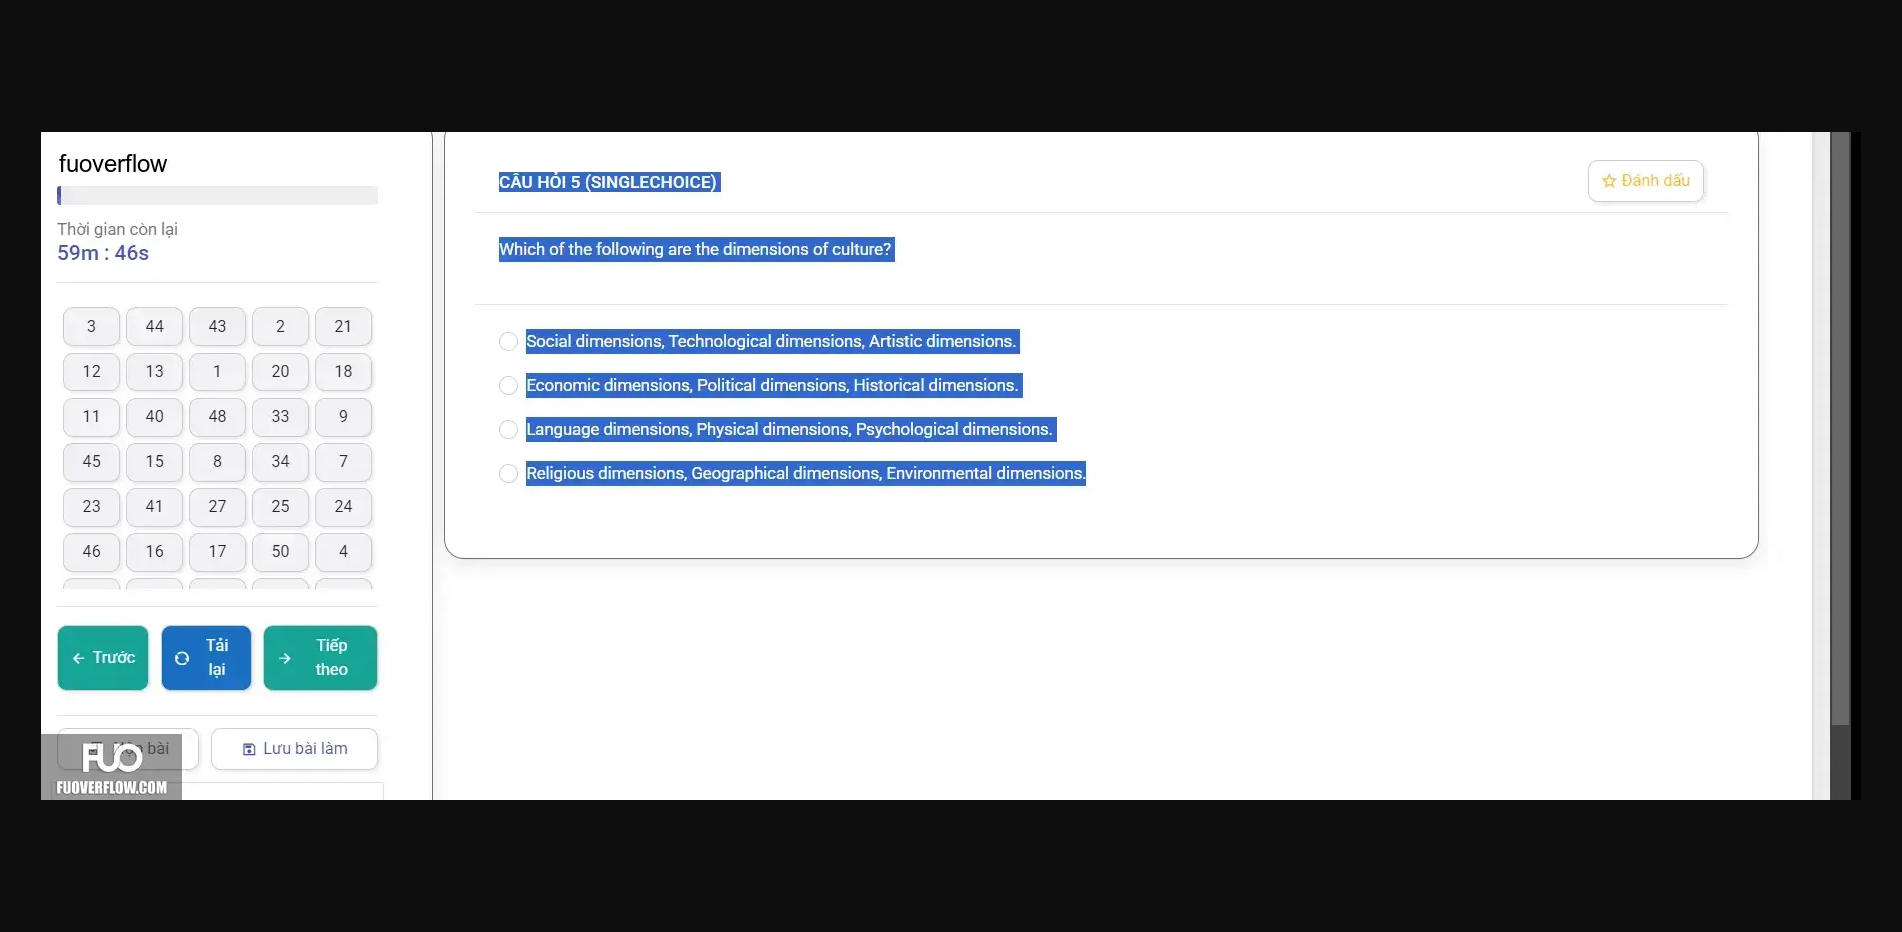 fuoverflow
Thời gian còn lại
59m : 46s
3 44 43 2 21
12 13 1 20 18
11 40 48 33 9
45 15 8 34 7
23 41 27 25 24
46 16 17 50 4
Trước
Tải lại
Tiếp theo
bài
Lưu bài làm
FUO
FUOVERFLOW.COM
CÂU HỎI 5 (SINGLECHOICE)
Đánh dấu
Which of the following are the dimensions of culture?
Social dimensions, Technological dimensions, Artistic dimensions.
Economic dimensions, Political dimensions, Historical dimensions.
Language dimensions, Physical dimensions, Psychological dimensions.
Religious dimensions, Geographical dimensions, Environmental dimensions.